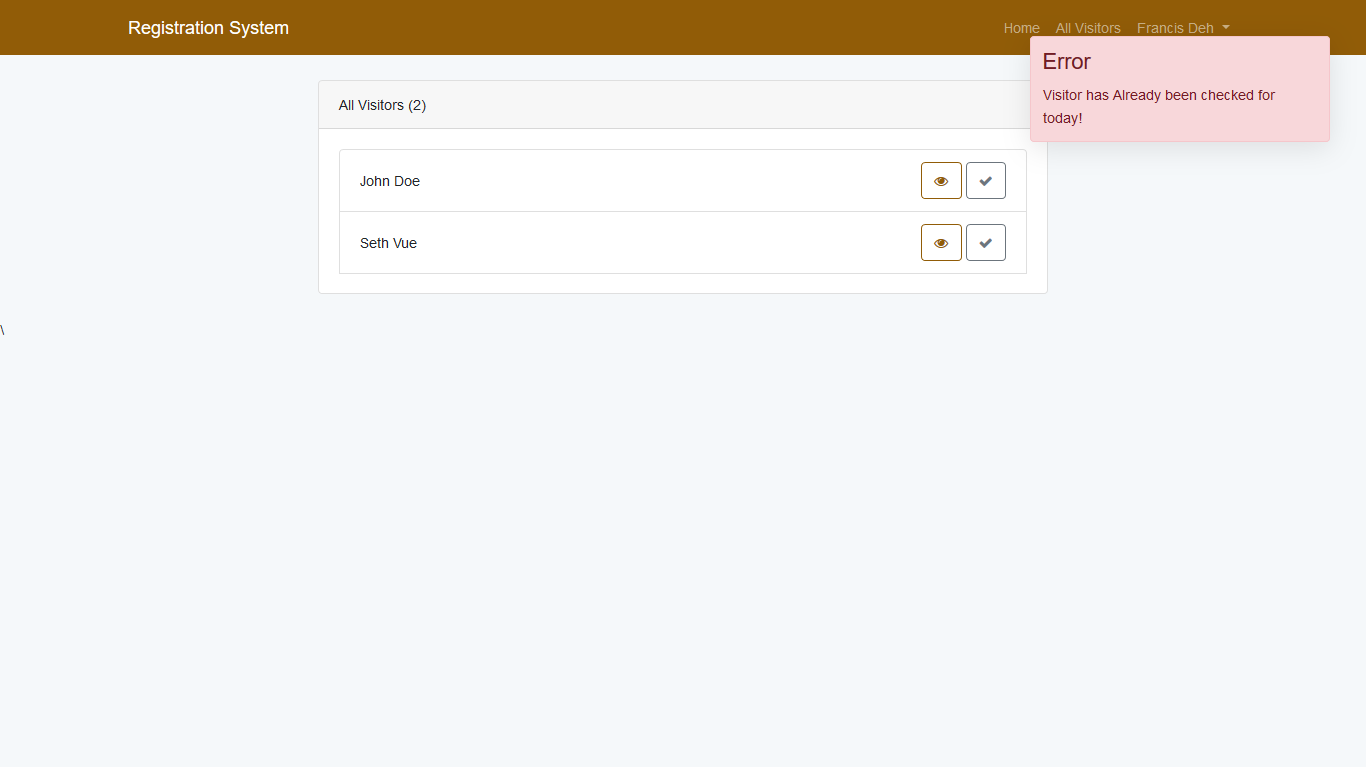 Registration System
Home All Visitors Francis Deh
Error
Visitor has Already been checked for
today!
All Visitors (2)
John Doe
Seth Vue
\